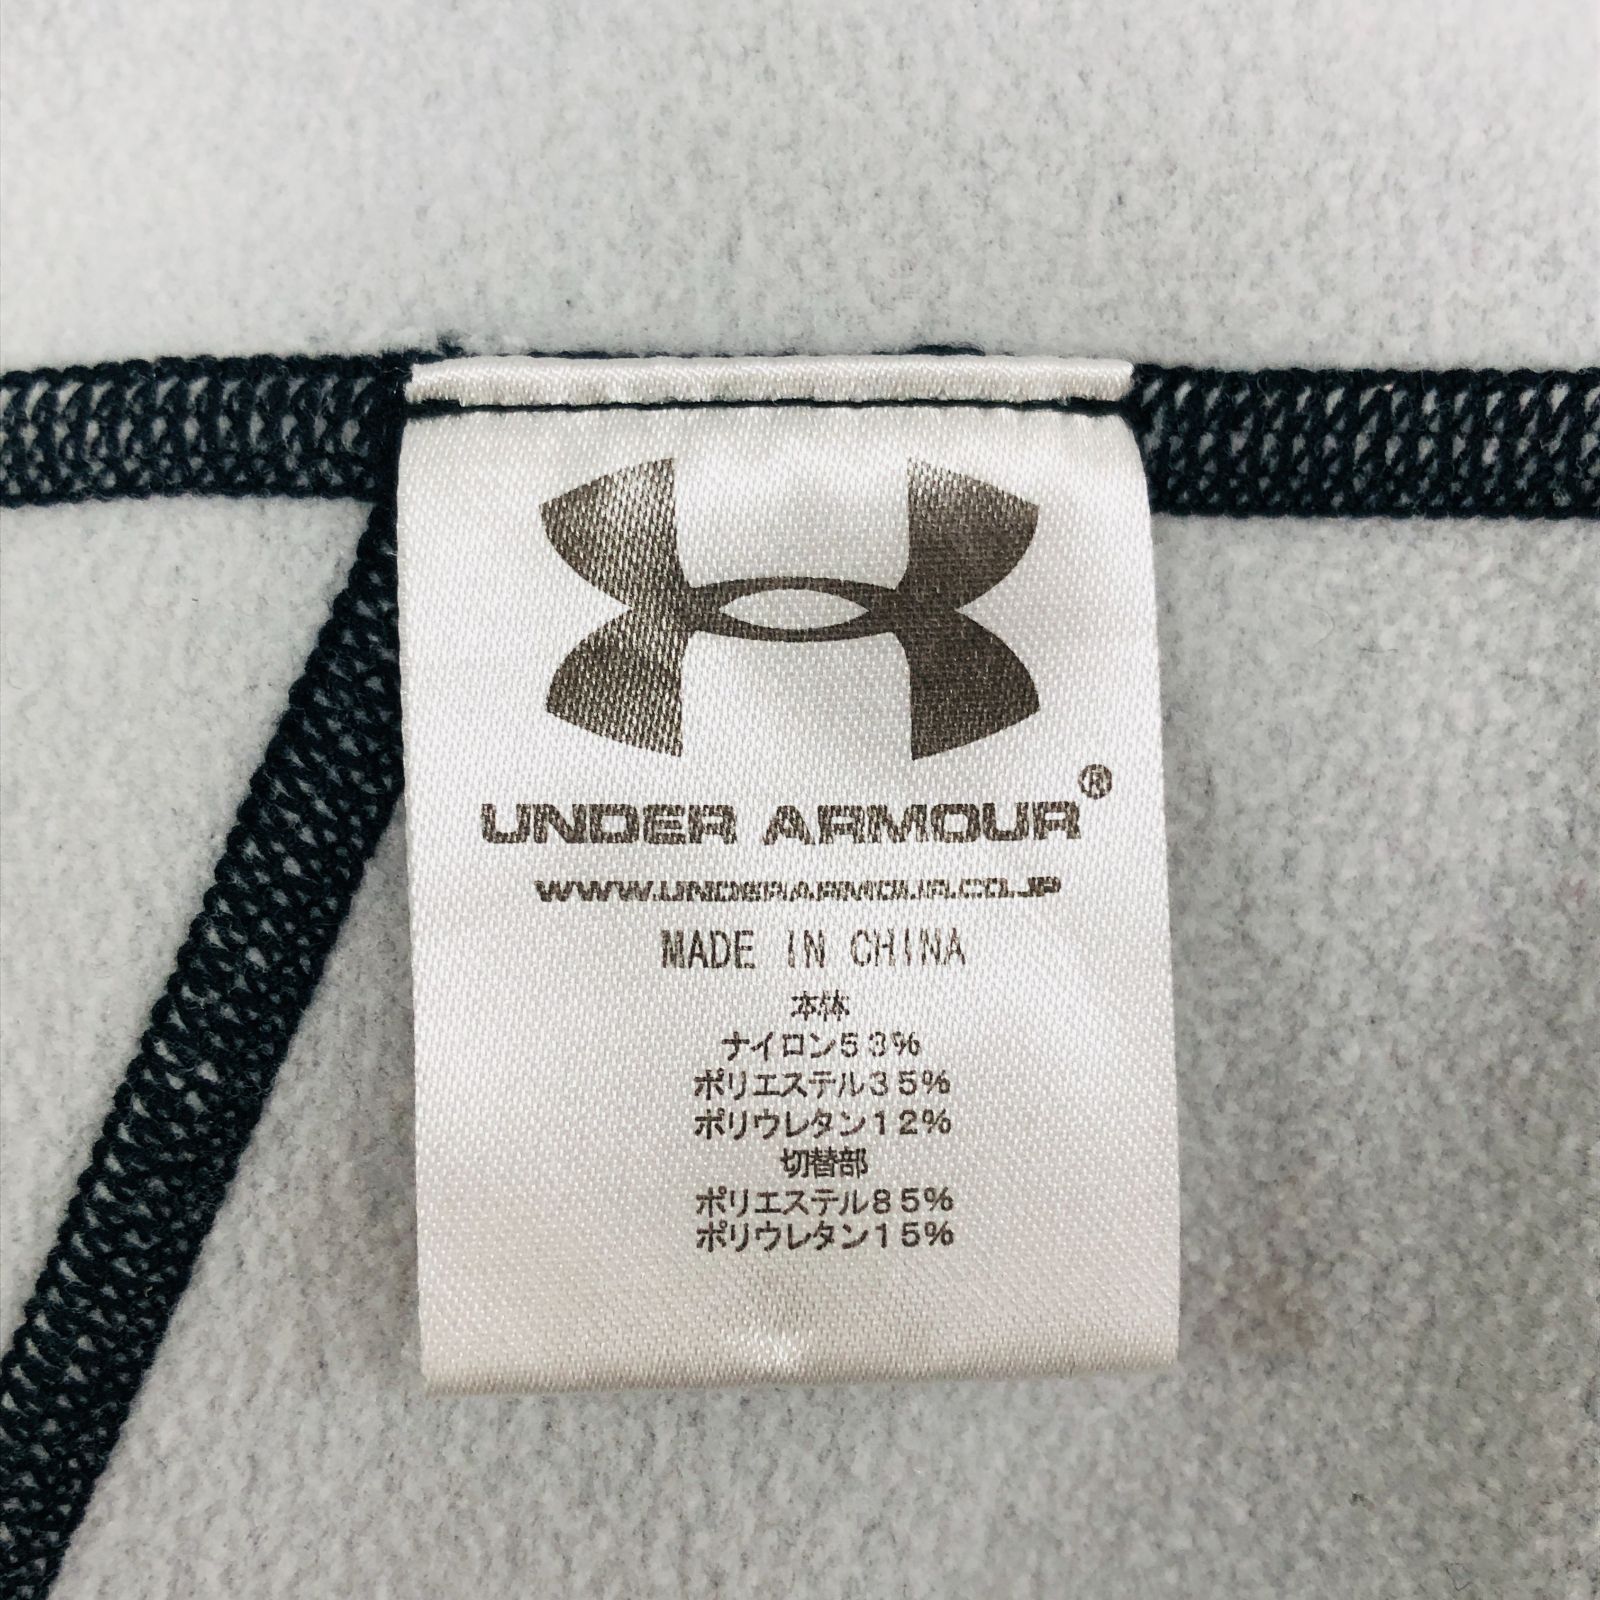 UNDER ARMOUR®
WWW.UNDERARMOUR.CO.JP
MADE IN CHINA
本体
ナイロン53%
ポリエステル35%
ポリウレタン12%
切替部
ポリエステル85%
ポリウレタン15%